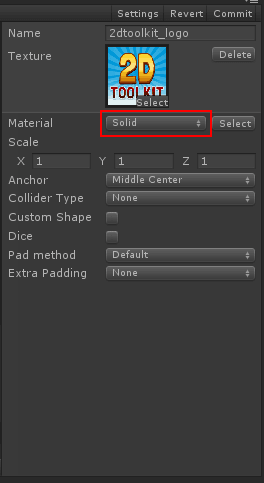 Settings Revert Commit
Name 2dtoolkit_logo
Texture Delete
2D
TOOLKIT
Select
Material Solid Select
Scale
X 1 Y 1 Z 1
Anchor Middle Center
Collider Type None
Custom Shape
Dice
Pad method Default
Extra Padding None